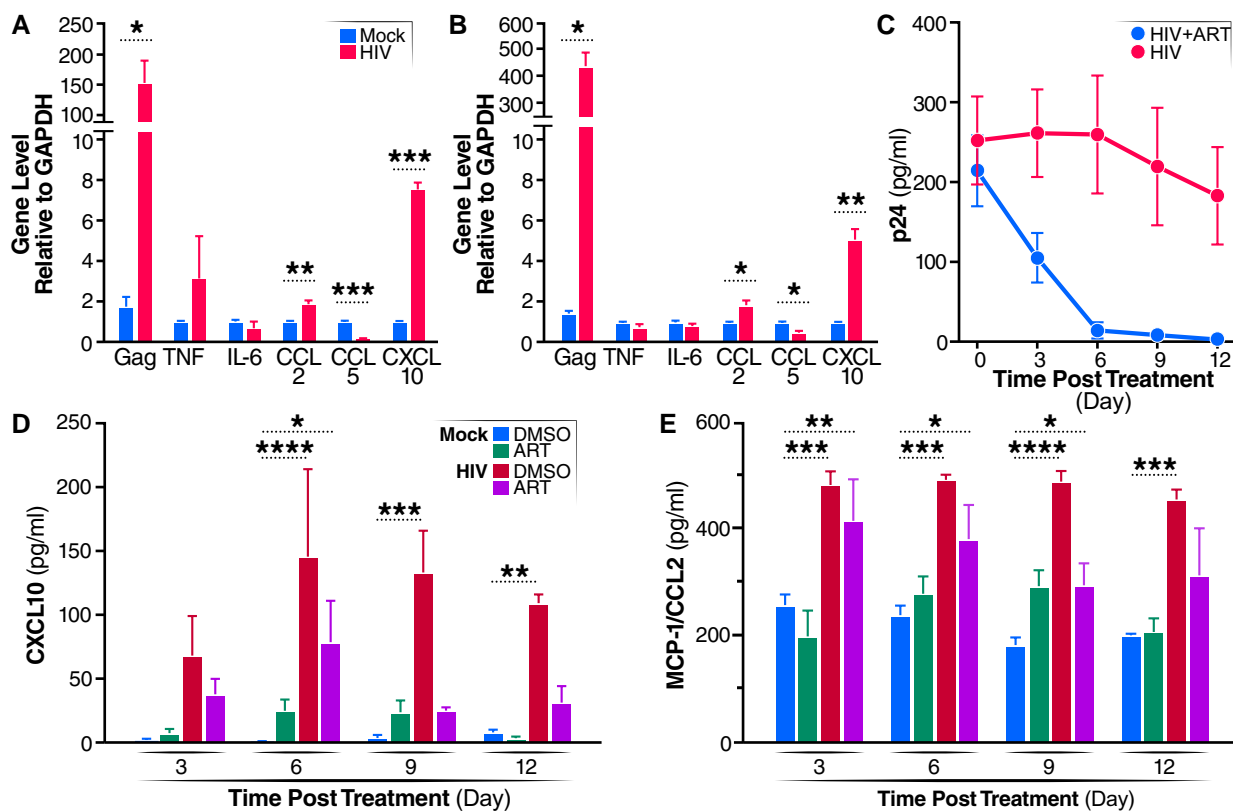 A
Mock
HIV
Gene Level
Relative to GAPDH
250
200
150
100
10
8
6
4
2
0
*
**
***
***
Gag TNF IL-6 CCL 2 CCL 5 CXCL 10
B
Mock
HIV
Gene Level
Relative to GAPDH
600
500
400
300
200
100
10
8
6
4
2
0
*
*
*
**
Gag TNF IL-6 CCL 2 CCL 5 CXCL 10
C
HIV+ART
HIV
p24 (pg/ml)
400
300
200
100
0
0 3 6 9 12
Time Post Treatment
(Day)
D
Mock DMSO
ART
HIV DMSO
ART
CXCL10 (pg/ml)
250
200
150
100
50
0
*
****
***
**
3 6 9 12
Time Post Treatment (Day)
E
MCP-1/CCL2 (pg/ml)
600
400
200
0
** * *
*** *** **** ***
3 6 9 12
Time Post Treatment (Day)